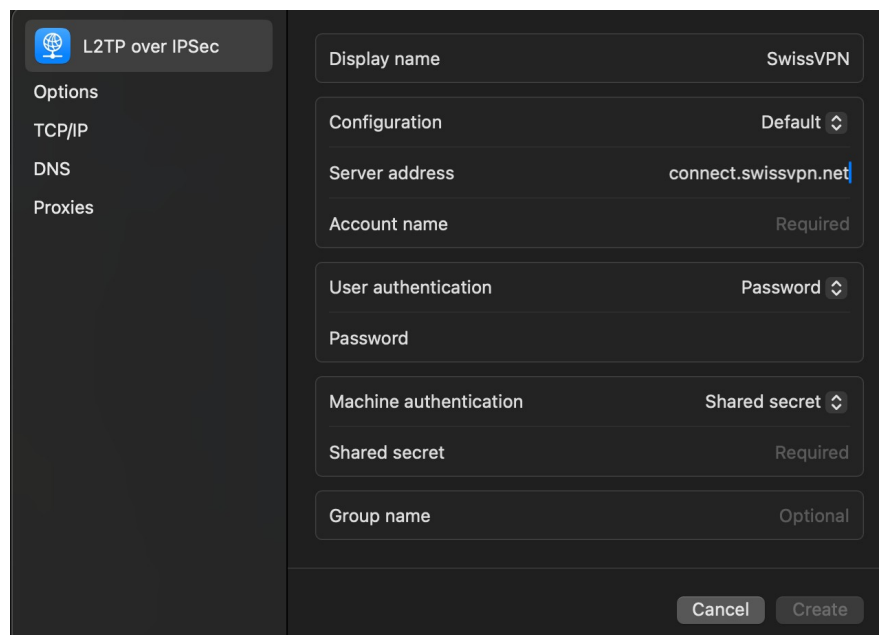 L2TP over IPSec
Options
TCP/IP
DNS
Proxies
Display name SwissVPN
Configuration Default
Server address connect.swissvpn.net
Account name Required
User authentication Password
Password
Machine authentication Shared secret
Shared secret Required
Group name Optional
Cancel Create